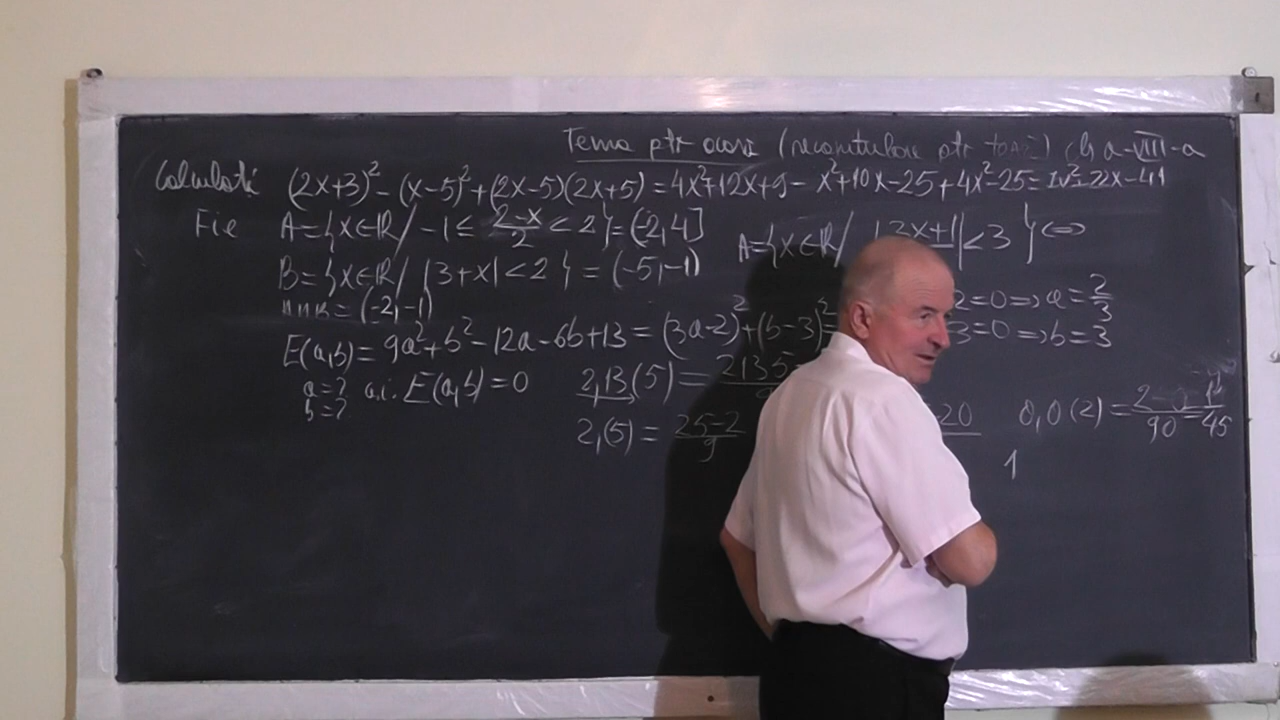 Tema ptr acasă (recapitulare ptr toate) cls a-VIII-a
Calculati (2x+3)² - (x-5)² + (2x-5)(2x+5) = 4x²+12x+9 - x²+10x-25+4x²-25 = 7x²+22x-41
Fie A={x∈R/ -1 ≤ (2-x)/2 < 2} = (-2,4] A={x∈R/ |2x+1| <3 } ⇔
B={x∈R/ |3+x| <2 } = (-5,-1)
A∩B = (-2,-1) 2=0 ⇒ a = 2/3
E(a,b) = 9a²+b²-12a-6b+13 = (3a-2)²+(b-3)² 3=0 ⇒ b=3
a=? a.i. E(a,b)=0 2,13(5) = 2135
b=?
2,(5) = (25-2)/9 -20 0,0(2) = (2-0)/90 = 1/45
1